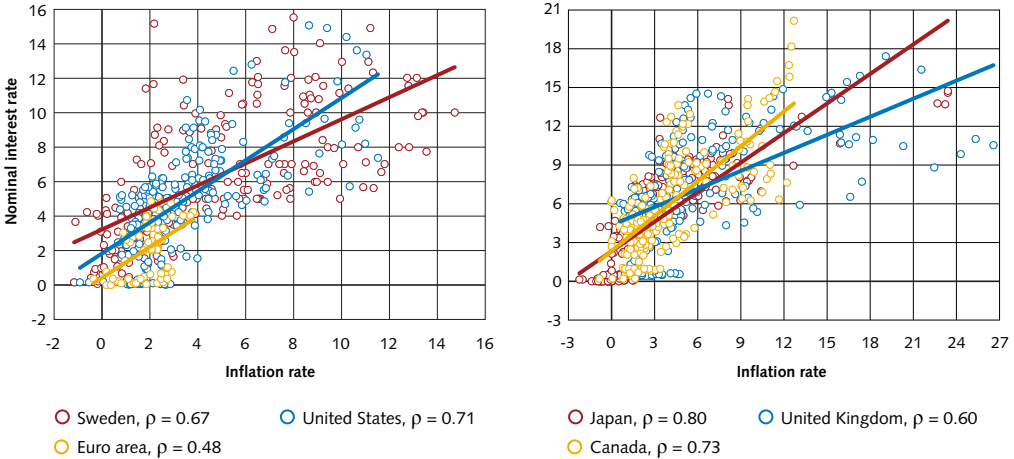 16
14
12
10
8
6
4
2
0
-2
Nominal interest rate
-2 0 2 4 6 8 10 12 14 16
Inflation rate
Sweden, ρ = 0.67
United States, ρ = 0.71
Euro area, ρ = 0.48
21
18
15
12
9
6
3
0
-3
-3 0 3 6 9 12 15 18 21 24 27
Inflation rate
Japan, ρ = 0.80
United Kingdom, ρ = 0.60
Canada, ρ = 0.73